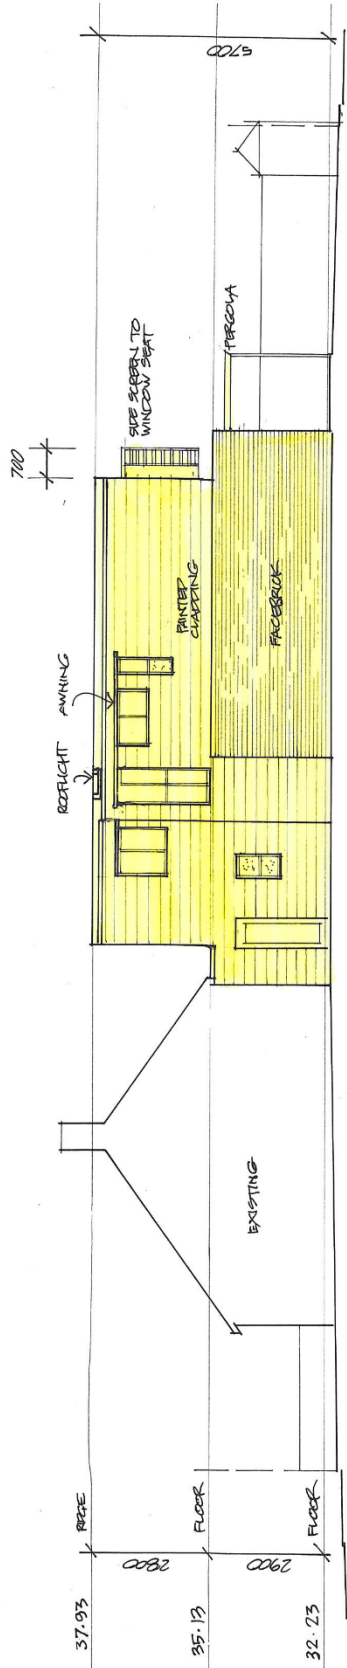 5700
700
SIDE SCREEN TO
WINDOW SEAT
PERGOLA
ROOFLIGHT
AWNING
PAINTED
CLADDING
FACEBRICK
EXISTING
37.93
RIDGE
2800
35.13
FLOOR
2900
32.23
FLOOR